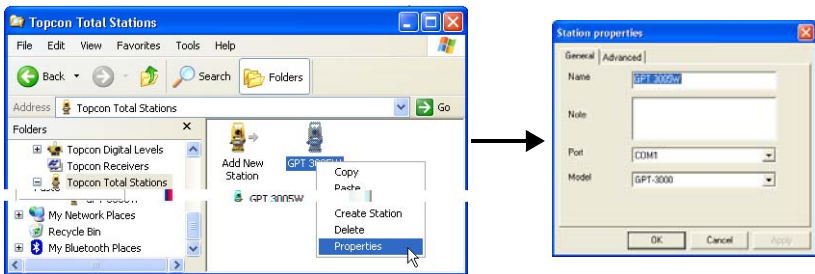 Topcon Total Stations
File Edit View Favorites Tools Help
Back Search Folders
Address Topcon Total Stations Go
Folders
Topcon Digital Levels
Topcon Receivers
Topcon Total Stations
My Network Places
Recycle Bin
My Bluetooth Places
Add New
Station
GPT 3005W
GPT 3005W
Copy
Paste
Create Station
Delete
Properties
Station properties
General Advanced
Name GPT 3005W
Note
Port COM1
Model GPT-3000
OK Cancel Apply